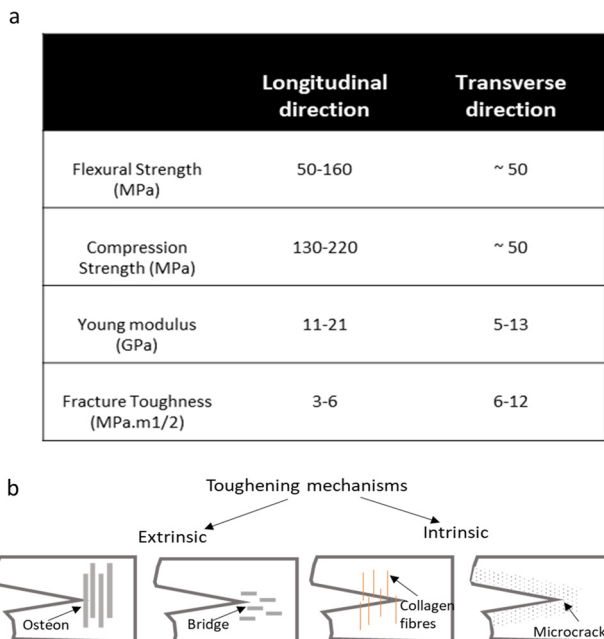 a
Longitudinal direction
Transverse direction
Flexural Strength (MPa)
50-160
~ 50
Compression Strength (MPa)
130-220
~ 50
Young modulus (GPa)
11-21
5-13
Fracture Toughness (MPa.m1/2)
3-6
6-12
b
Toughening mechanisms
Extrinsic
Intrinsic
Osteon
Bridge
Collagen fibres
Microcrack